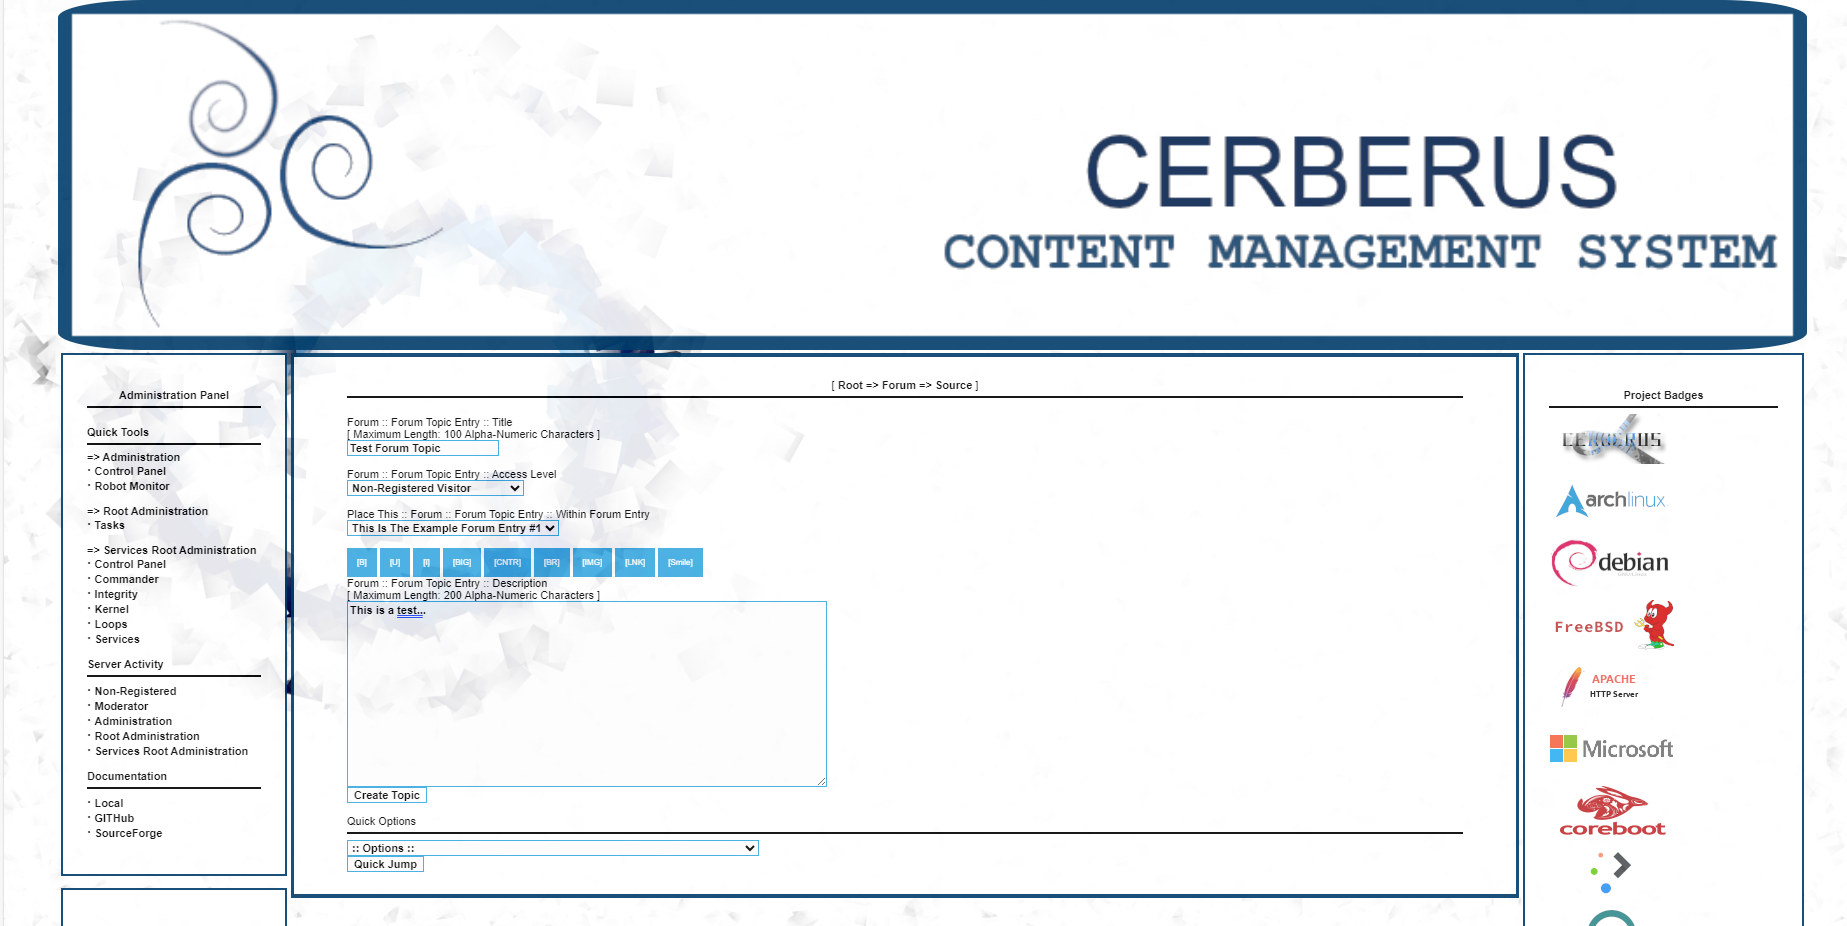 CERBERUS
CONTENT MANAGEMENT SYSTEM
Administration Panel
Quick Tools
=> Administration
· Control Panel
· Robot Monitor
=> Root Administration
· Tasks
=> Services Root Administration
· Control Panel
· Commander
· Integrity
· Kernel
· Loops
· Services
Server Activity
· Non-Registered
· Moderator
· Administration
· Root Administration
· Services Root Administration
Documentation
· Local
· GITHub
· SourceForge
[ Root => Forum => Source ]
Forum :: Forum Topic Entry :: Title
[ Maximum Length: 100 Alpha-Numeric Characters ]
Test Forum Topic
Forum :: Forum Topic Entry :: Access Level
Non-Registered Visitor
Place This :: Forum :: Forum Topic Entry :: Within Forum Entry
This Is The Example Forum Entry #1
[B] [U] [I] [BIG] [CNTR] [BR] [IMG] [LNK] [Smile]
Forum :: Forum Topic Entry :: Description
[ Maximum Length: 200 Alpha-Numeric Characters ]
This is a test...
Create Topic
Quick Options
:: Options ::
Quick Jump
Project Badges
CERBERUS
archlinux
debian
FreeBSD
APACHE
HTTP Server
Microsoft
coreboot